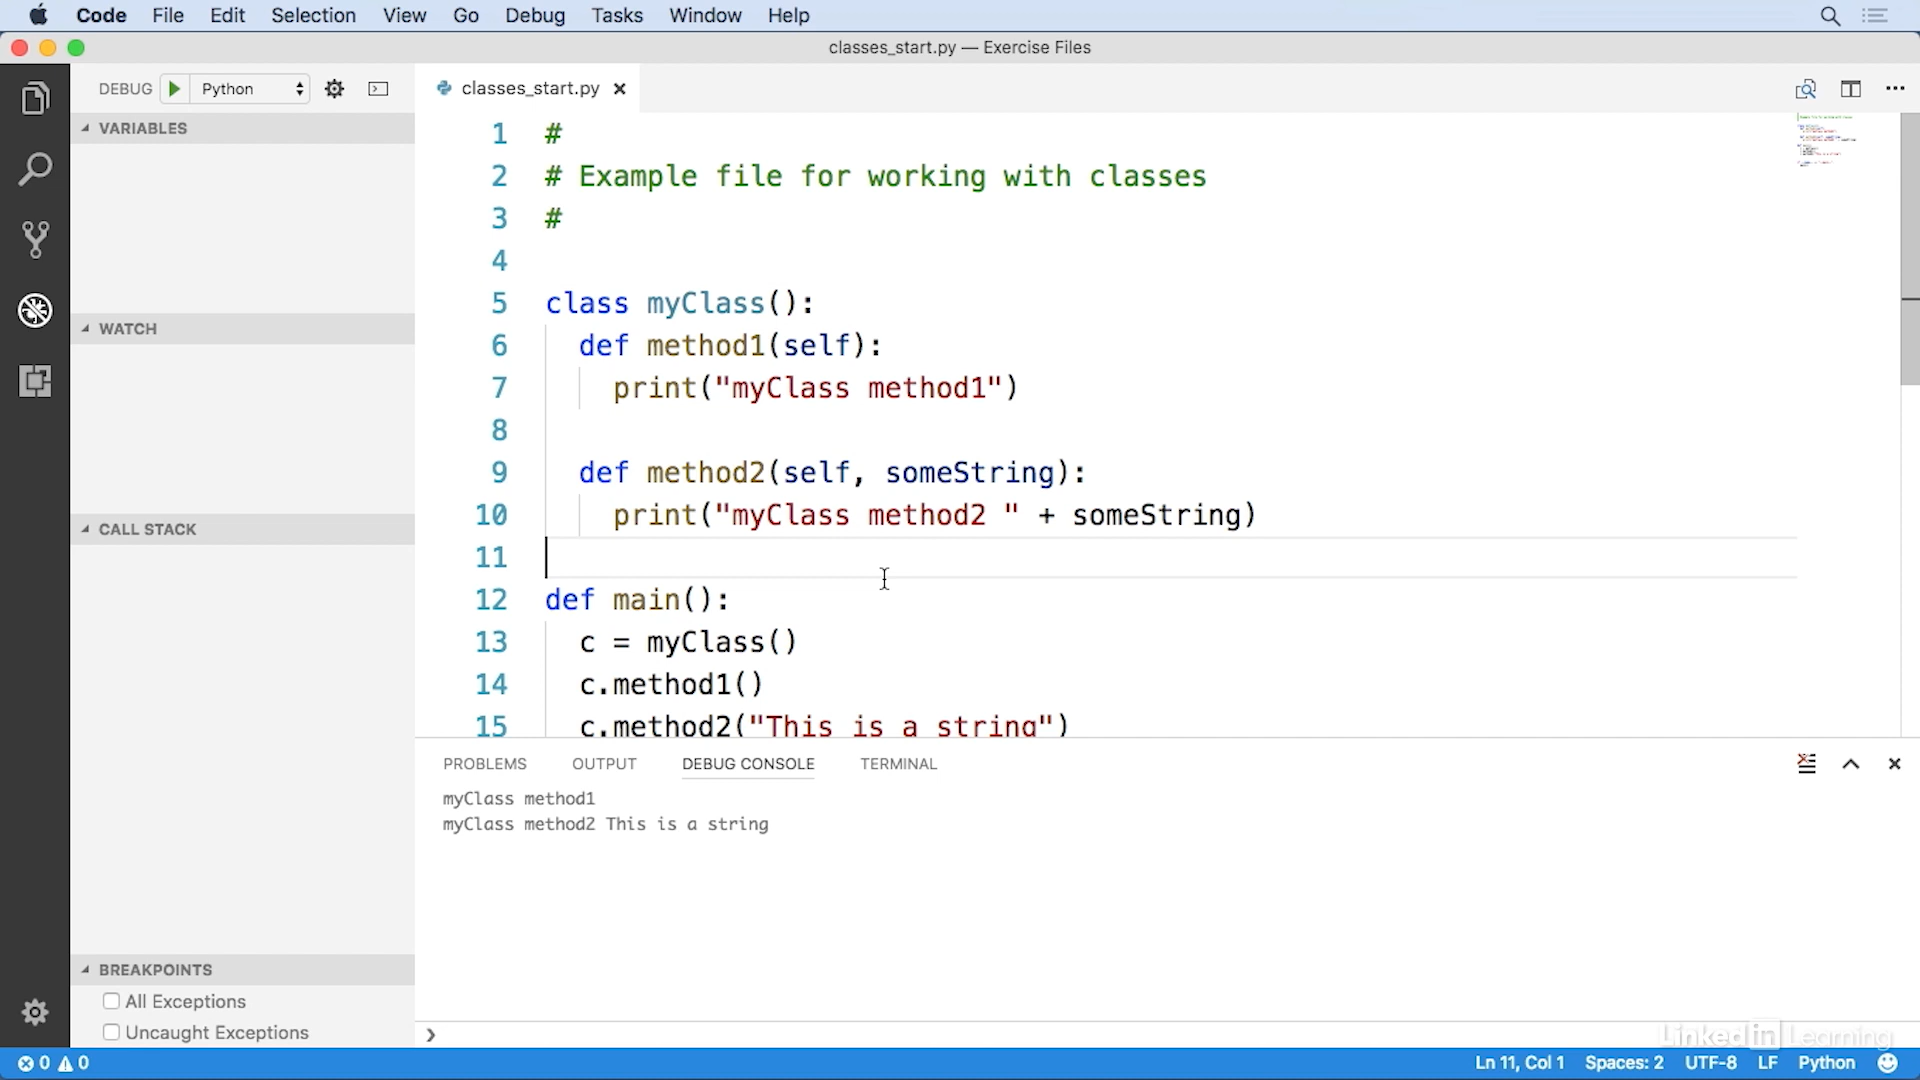 Code File Edit Selection View Go Debug Tasks Window Help
classes_start.py — Exercise Files
DEBUG Python
classes_start.py
VARIABLES
WATCH
CALL STACK
BREAKPOINTS
All Exceptions
Uncaught Exceptions
1 #
2 # Example file for working with classes
3 #
4
5 class myClass():
6 def method1(self):
7 print("myClass method1")
8
9 def method2(self, someString):
10 print("myClass method2 " + someString)
11
12 def main():
13 c = myClass()
14 c.method1()
15 c.method2("This is a string")
PROBLEMS OUTPUT DEBUG CONSOLE TERMINAL
myClass method1
myClass method2 This is a string
Linked in Learning
0 0 Ln 11, Col 1 Spaces: 2 UTF-8 LF Python